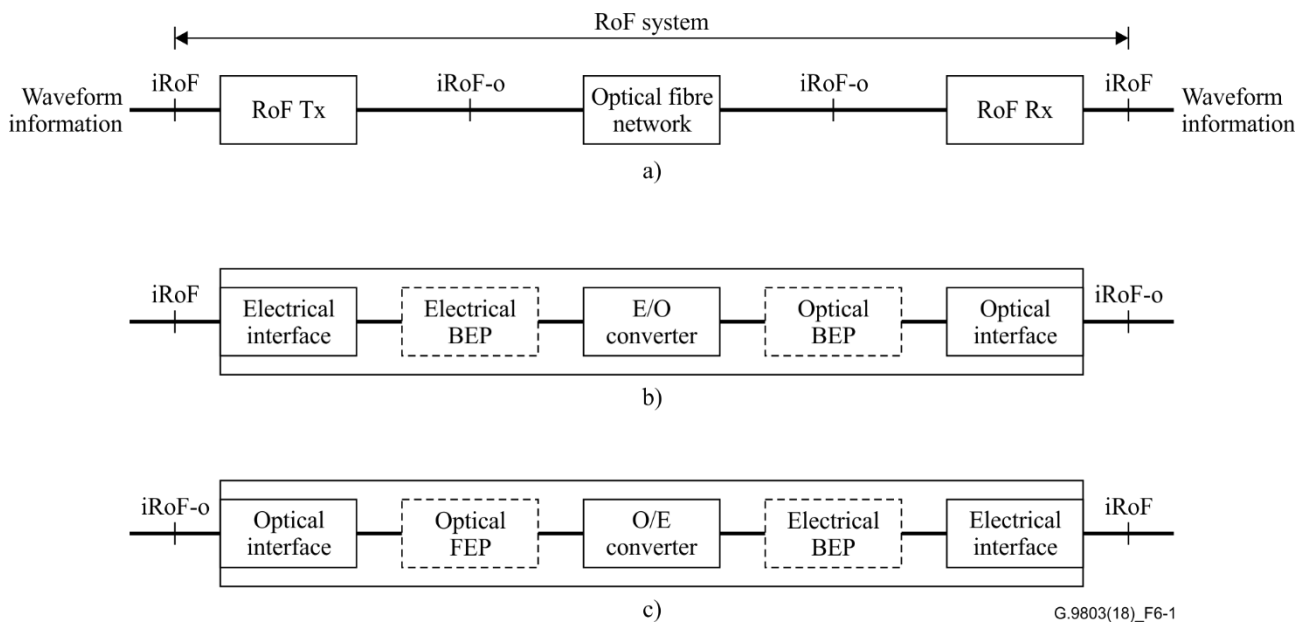 RoF system
iRoF
iRoF-o
iRoF-o
iRoF
Waveform
information
RoF Tx
Optical fibre
network
RoF Rx
Waveform
information
a)
iRoF
Electrical
interface
Electrical
BEP
E/O
converter
Optical
BEP
Optical
interface
iRoF-o
b)
iRoF-o
Optical
interface
Optical
FEP
O/E
converter
Electrical
BEP
Electrical
interface
iRoF
c)
G.9803(18)_F6-1